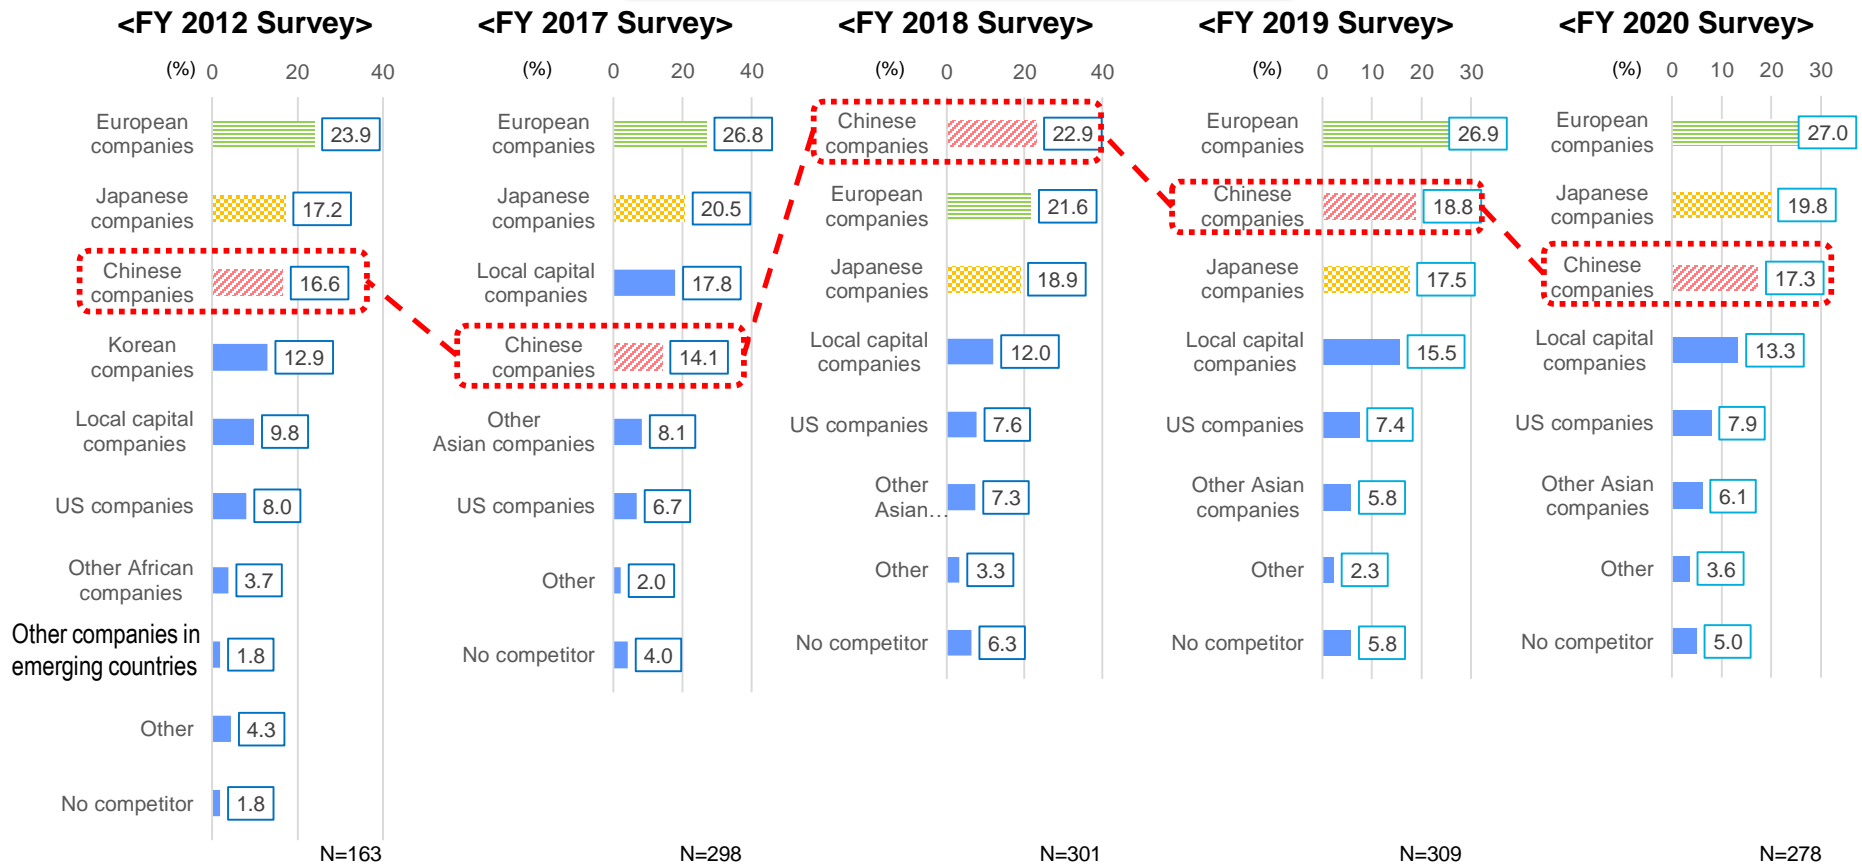 <FY 2012 Survey>
(%) 0 20 40
European
companies
23.9
Japanese
companies
17.2
Chinese
companies
16.6
Korean
companies
12.9
Local capital
companies
9.8
US companies
8.0
Other African
companies
3.7
Other companies in
emerging countries
1.8
Other
4.3
No competitor
1.8
N=163
<FY 2017 Survey>
(%) 0 20 40
European
companies
26.8
Japanese
companies
20.5
Local capital
companies
17.8
Chinese
companies
14.1
Other
Asian companies
8.1
US companies
6.7
Other
2.0
No competitor
4.0
N=298
<FY 2018 Survey>
(%) 0 20 40
Chinese
companies
22.9
European
companies
21.6
Japanese
companies
18.9
Local capital
companies
12.0
US companies
7.6
Other
Asian…
7.3
Other
3.3
No competitor
6.3
N=301
<FY 2019 Survey>
(%) 0 10 20 30
European
companies
26.9
Chinese
companies
18.8
Japanese
companies
17.5
Local capital
companies
15.5
US companies
7.4
Other Asian
companies
5.8
Other
2.3
No competitor
5.8
N=309
<FY 2020 Survey>
(%) 0 10 20 30
European
companies
27.0
Japanese
companies
19.8
Chinese
companies
17.3
Local capital
companies
13.3
US companies
7.9
Other Asian
companies
6.1
Other
3.6
No competitor
5.0
N=278